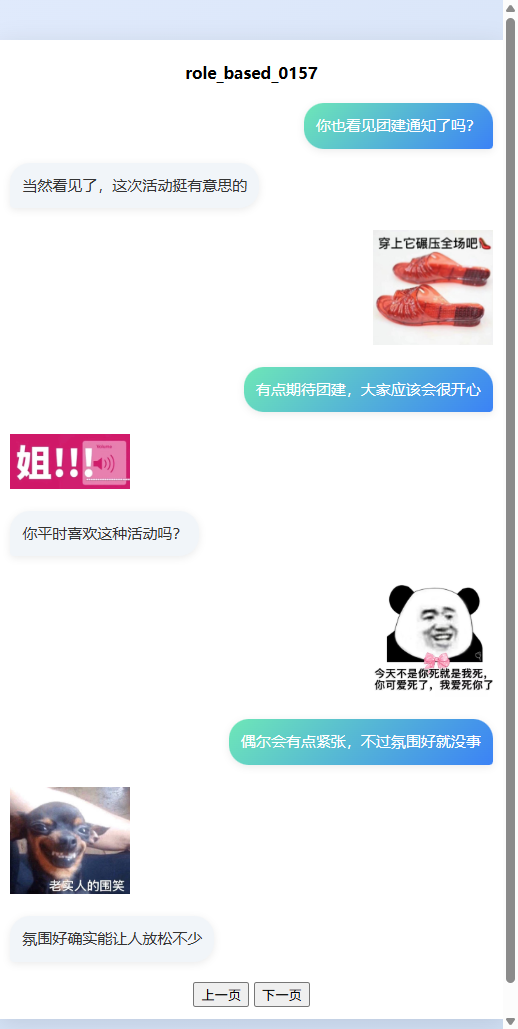 role_based_0157
你也看见团建通知了吗？
当然看见了，这次活动挺有意思的
穿上它碾压全场吧
有点期待团建，大家应该会很开心
姐!!!
你平时喜欢这种活动吗？
今天不是你死就是我死，
你可爱死了，我爱死你了
偶尔会有点紧张，不过氛围好就没事
老实人的围笑
氛围好确实能让人放松不少
上一页 下一页